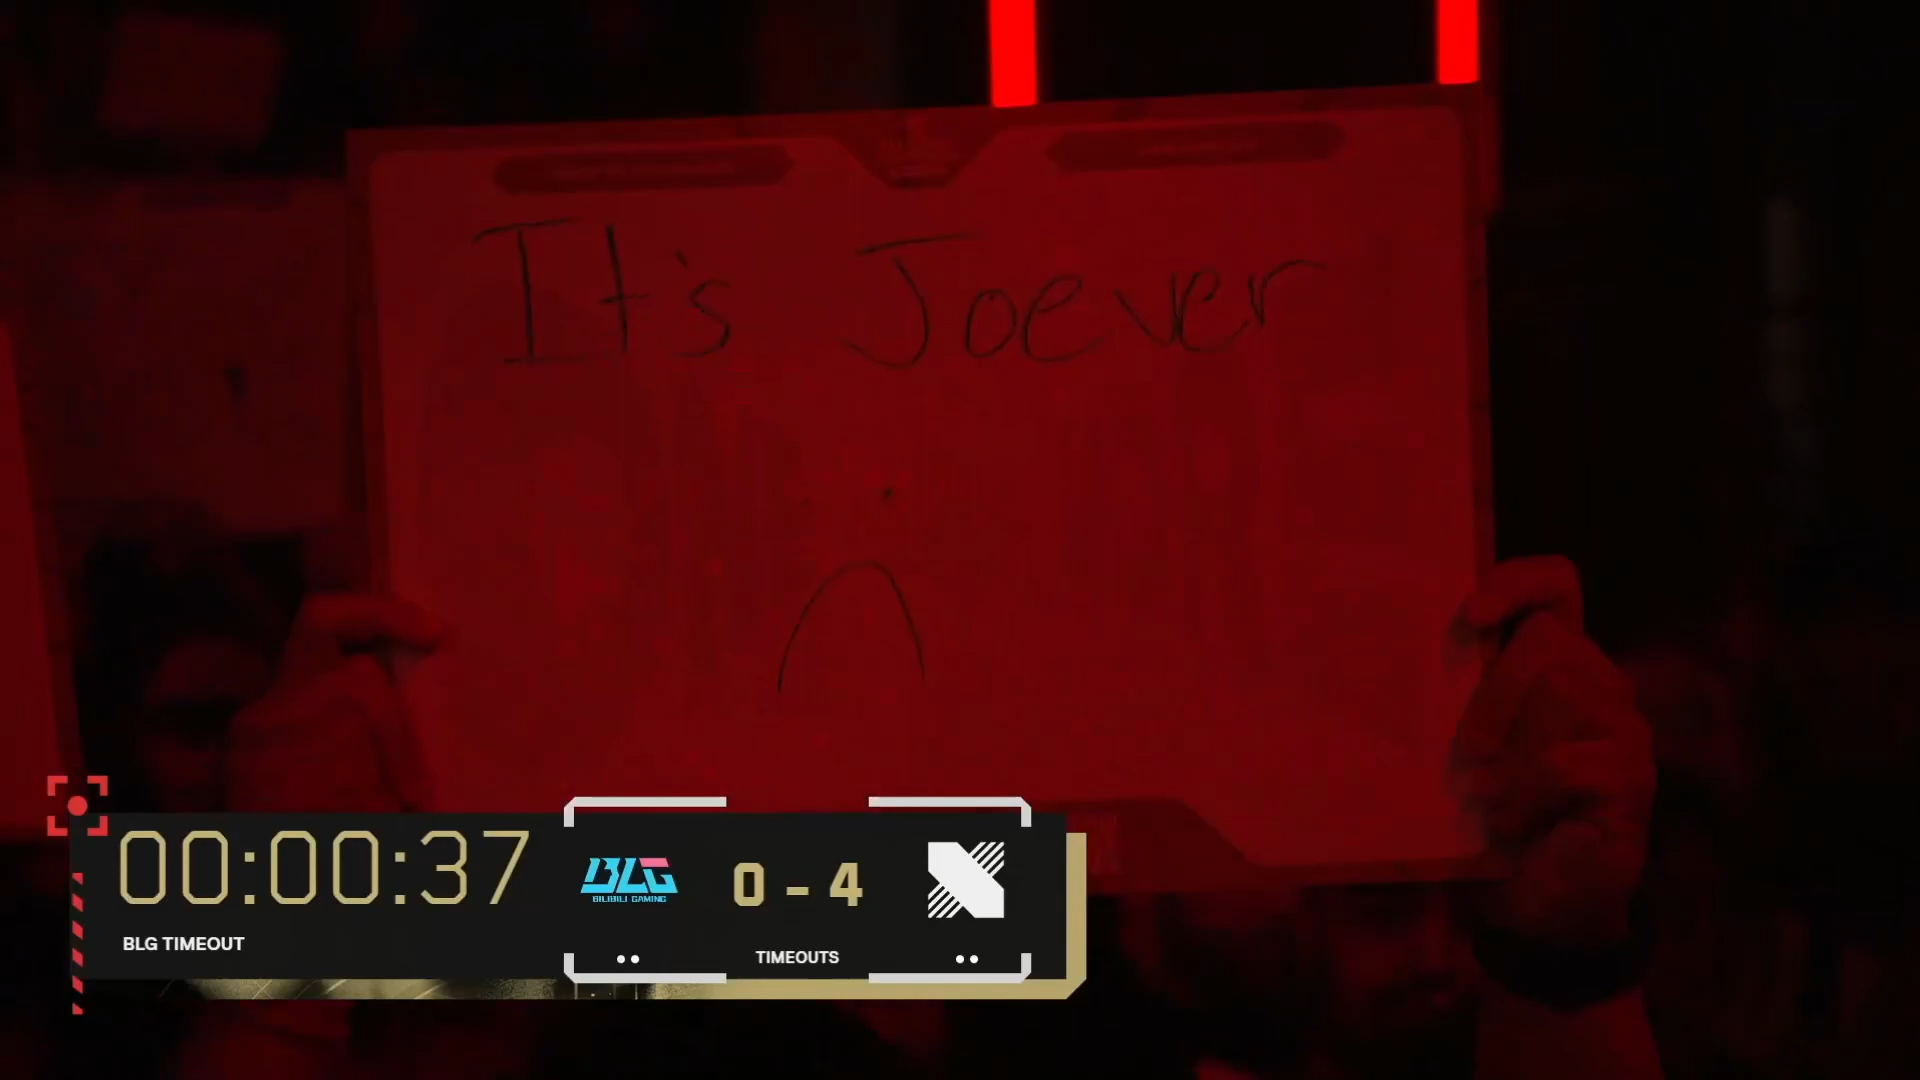 It's Joever
00:00:37
BLG TIMEOUT
BLG
BILIBILI GAMING
0 - 4
TIMEOUTS